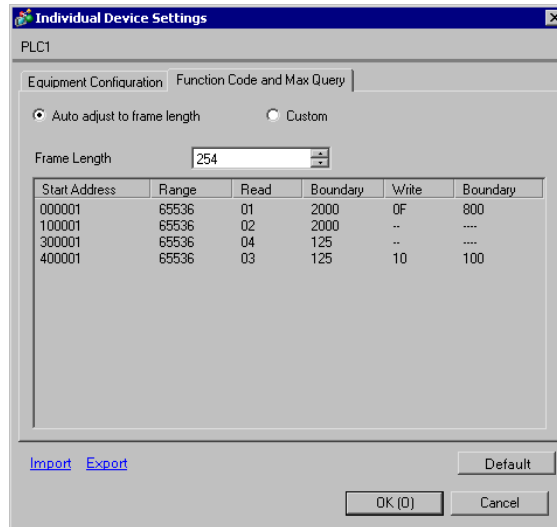 Individual Device Settings
PLC1
Equipment Configuration Function Code and Max Query
Auto adjust to frame length Custom
Frame Length 254
Start Address Range Read Boundary Write Boundary
000001 65536 01 2000 0F 800
100001 65536 02 2000 -- ----
300001 65536 04 125 -- ----
400001 65536 03 125 10 100
Import Export Default
OK (O) Cancel